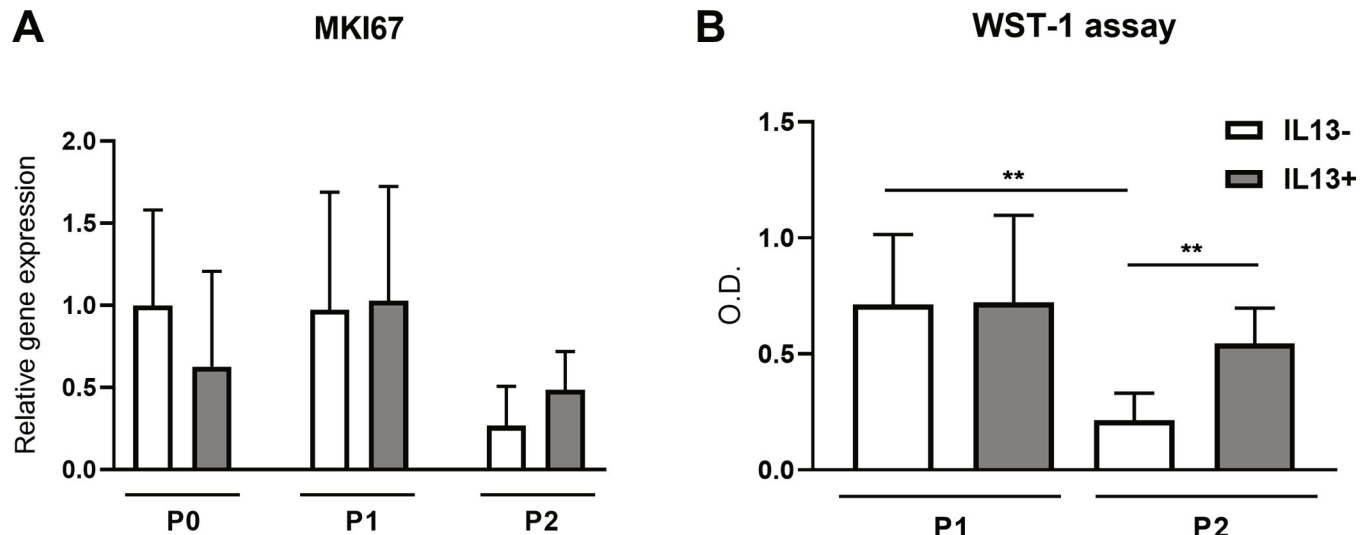 A
MKI67
Relative gene expression
2.0
1.5
1.0
0.5
0.0
P0
P1
P2
B
WST-1 assay
O.D.
1.5
1.0
0.5
0.0
**
**
IL13-
IL13+
P1
P2